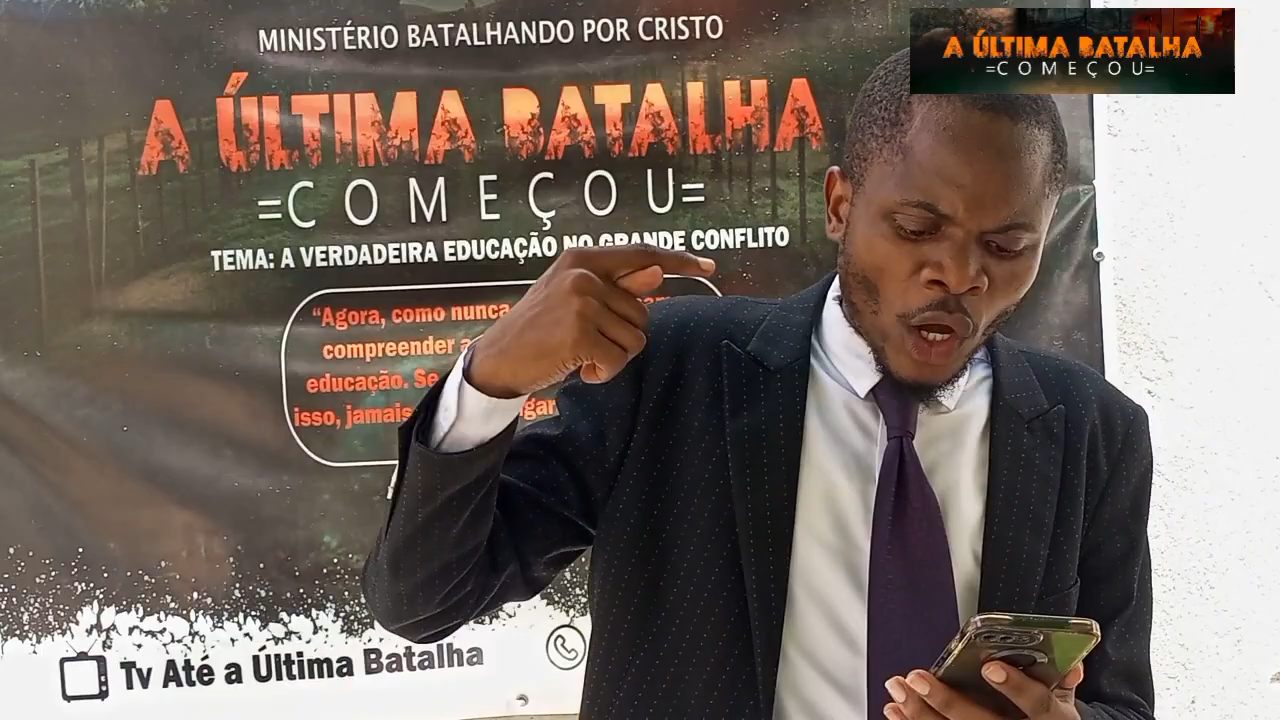 MINISTÉRIO BATALHANDO POR CRISTO
A ÚLTIMA BATALHA
=COMEÇOU=
TEMA: A VERDADEIRA EDUCAÇÃO NO GRANDE CONFLITO
“Agora, como nunca
compreender a
educação. Se
isso, jamais
Tv Até a Última Batalha
A ÚLTIMA BATALHA
=COMEÇOU=